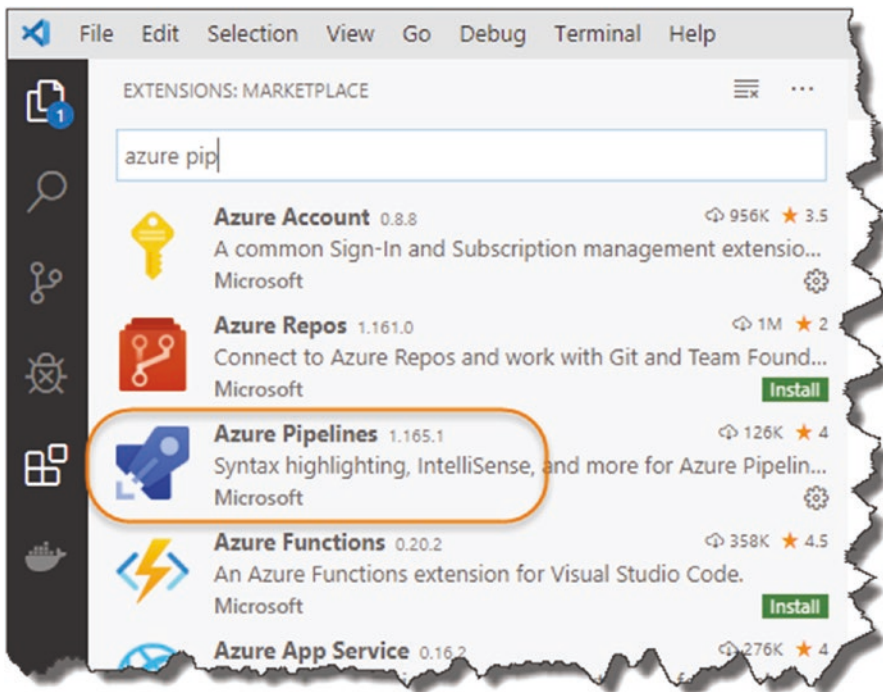 File Edit Selection View Go Debug Terminal Help
EXTENSIONS: MARKETPLACE
1
azure pip
Azure Account 0.8.8 956K ★ 3.5
A common Sign-In and Subscription management extensio...
Microsoft
Azure Repos 1.161.0 1M ★ 2
Connect to Azure Repos and work with Git and Team Found...
Microsoft Install
Azure Pipelines 1.165.1 126K ★ 4
Syntax highlighting, IntelliSense, and more for Azure Pipelin...
Microsoft
Azure Functions 0.20.2 358K ★ 4.5
An Azure Functions extension for Visual Studio Code.
Microsoft Install
Azure App Service 0.16.2 276K ★ 4